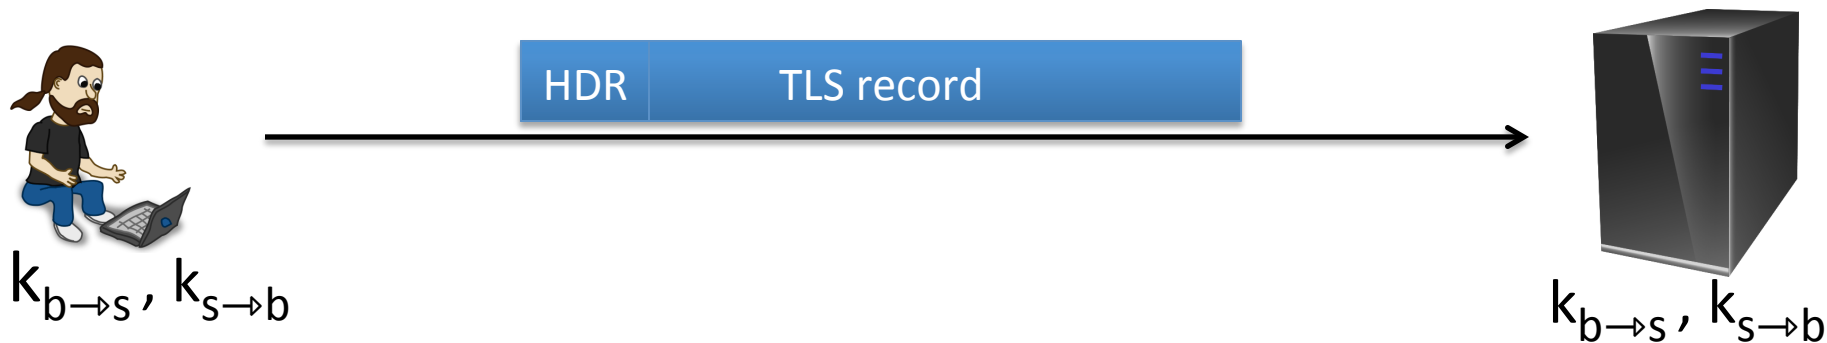 HDR TLS record
k_{b→s} , k_{s→b}
k_{b→s} , k_{s→b}